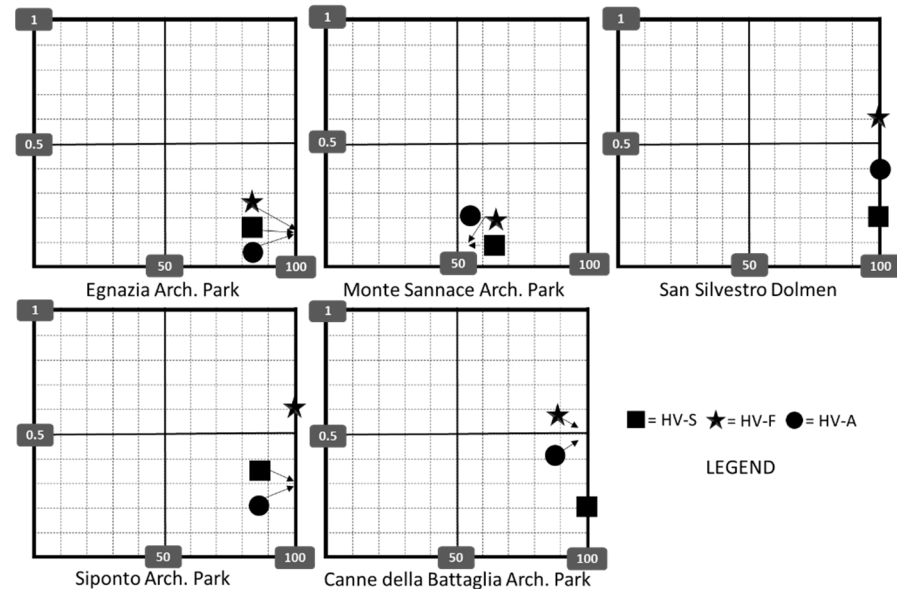 1
0.5
50
100
Egnazia Arch. Park
1
0.5
50
100
Monte Sannace Arch. Park
1
0.5
50
100
San Silvestro Dolmen
1
0.5
50
100
Siponto Arch. Park
1
0.5
50
100
Canne della Battaglia Arch. Park
= HV-S = HV-F = HV-A
LEGEND